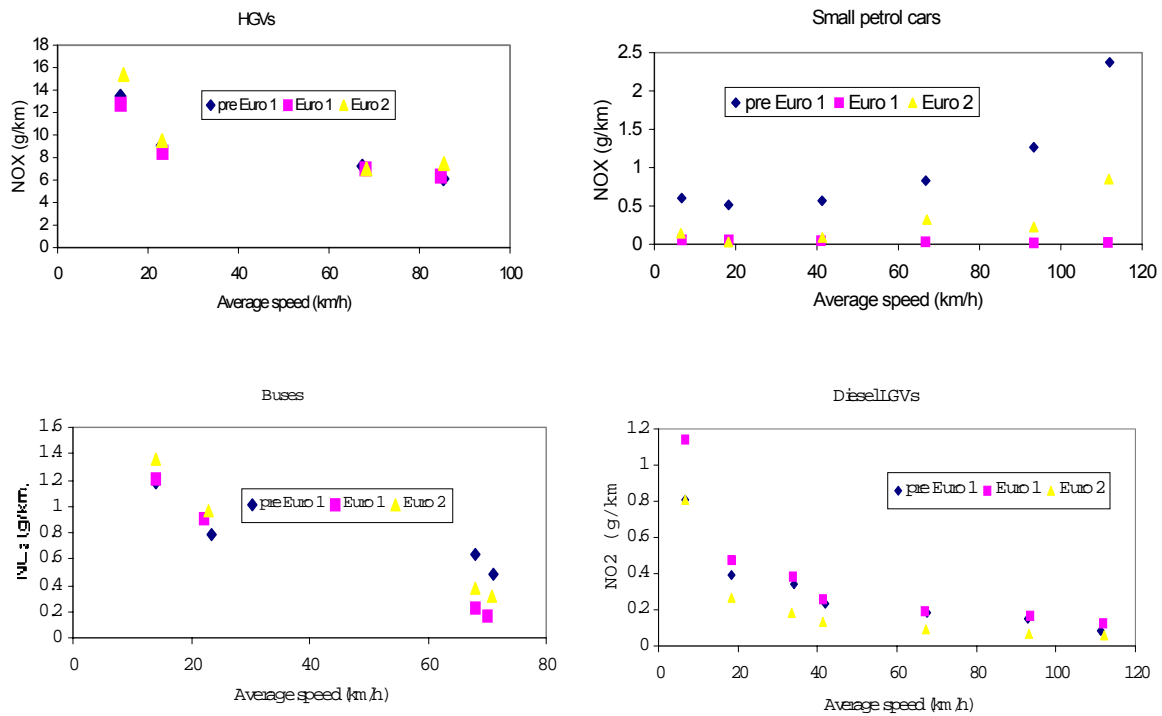 HGVs
18
16
14
12
10
8
6
4
2
0
NOX (g/km)
pre Euro 1 Euro 1 Euro 2
0 20 40 60 80 100
Average speed (km/h)
Small petrol cars
2.5
2
1.5
1
0.5
0
NOX (g/km)
pre Euro 1 Euro 1 Euro 2
0 20 40 60 80 100 120
Average speed (km/h)
Buses
1.6
1.4
1.2
1
0.8
0.6
0.4
0.2
0
(g/km)
pre Euro 1 Euro 1 Euro 2
0 20 40 60 80
Average speed (km/h)
Diesel LGVs
1.2
1
0.8
0.6
0.4
0.2
0
NO2 (g/km
pre Euro 1 Euro 1 Euro 2
0 20 40 60 80 100 120
Average speed (km/h)